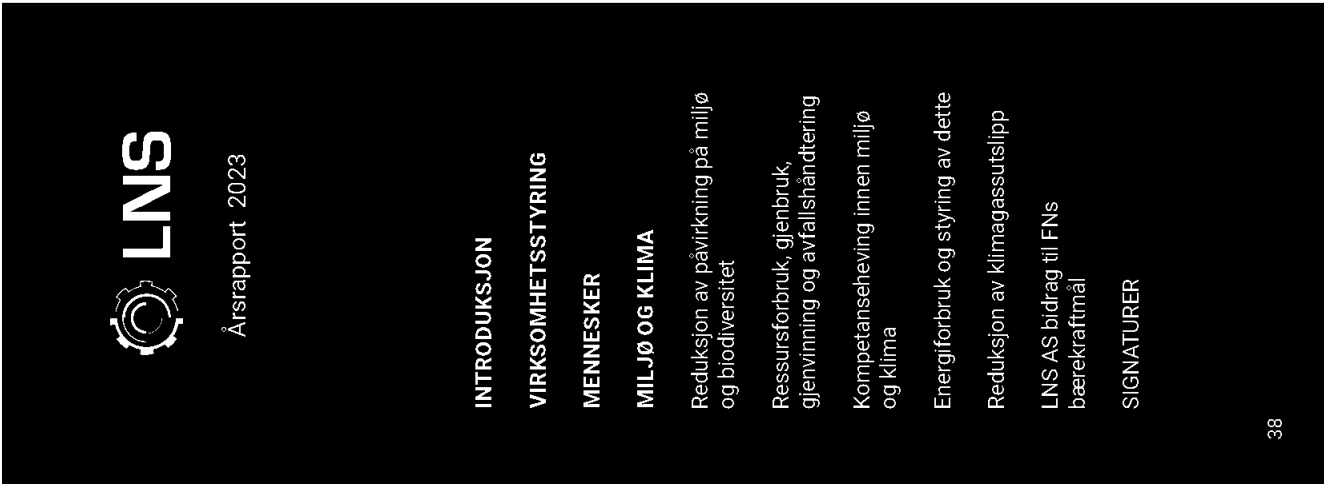 LNS
Årsrapport 2023
INTRODUKSJON
VIRKSOMHETSSTYRING
MENNESKER
MILJØ OG KLIMA
Reduksjon av påvirkning på miljø
og biodiversitet
Ressursforbruk, gjenbruk,
gjenvinning og avfallshåndtering
Kompetanseheving innen miljø
og klima
Energiforbruk og styring av dette
Reduksjon av klimagassutslipp
LNS AS bidrag til FNs
bærekraftmål
SIGNATURER
38